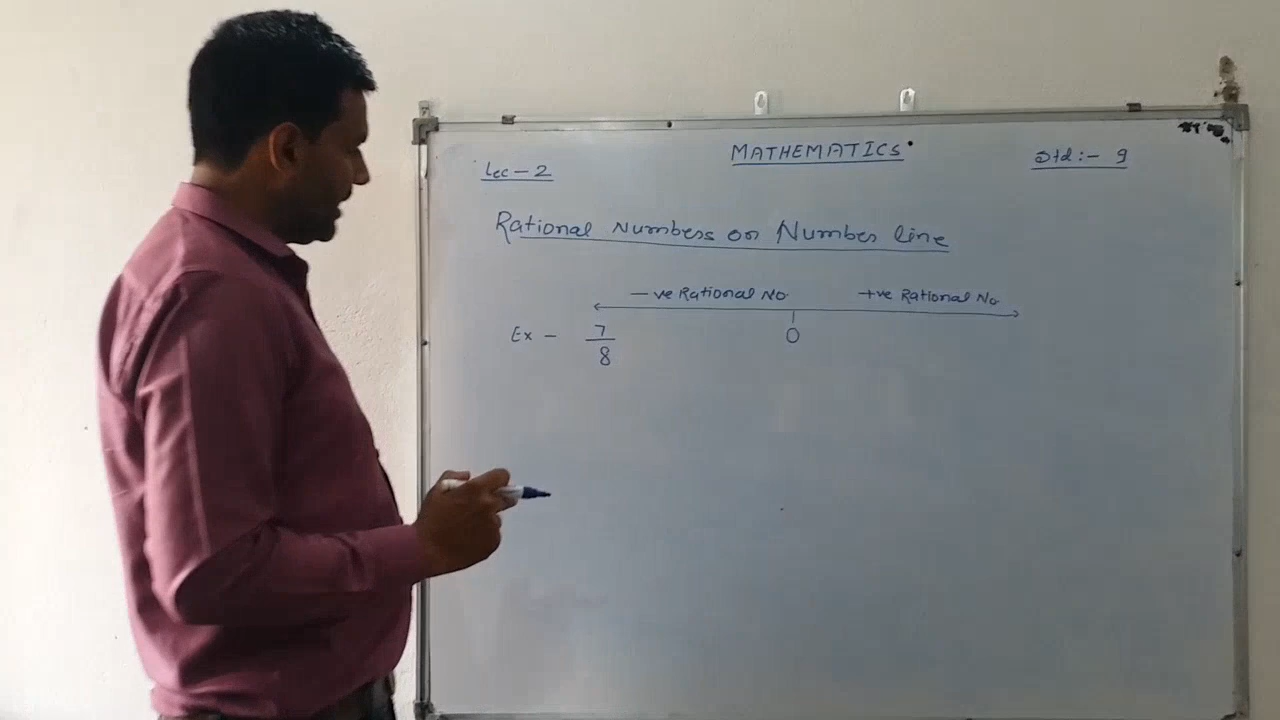 MATHEMATICS
Lec - 2
Std :- 9
Rational Numbers on Number line
-ve Rational No.
+ve Rational No.
0
Ex - 7/8